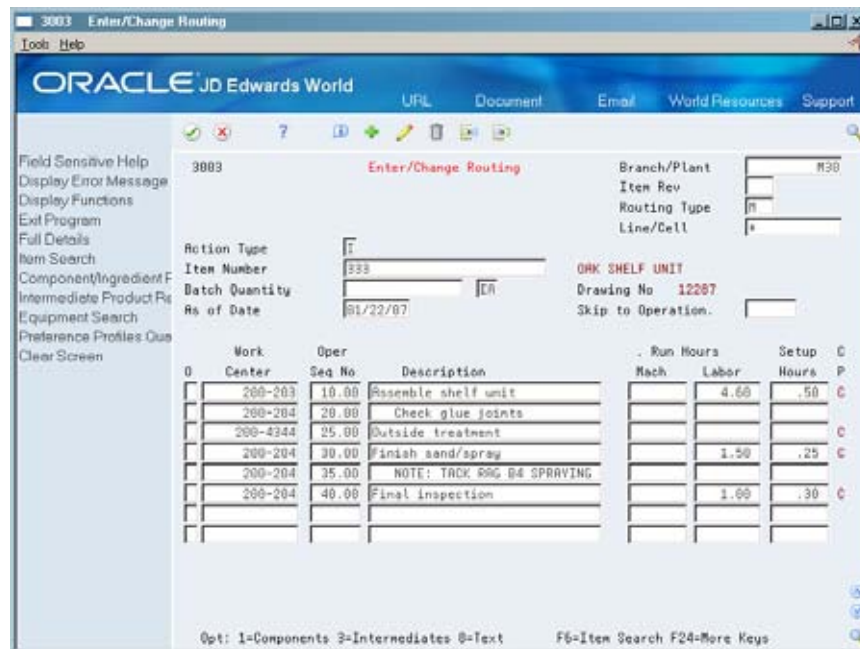 3003 Enter/Change Routing
Tools Help
ORACLE JD Edwards World
URL Document Email World Resources Support
Field Sensitive Help
Display Error Message
Display Functions
Exit Program
Full Details
Item Search
Component/Ingredient
Intermediate Product Re
Equipment Search
Preference Profiles Qua
Clear Screen
3003 Enter/Change Routing Branch/Plant M30
Item Rev
Routing Type M
Line/Cell *
Action Type I
Item Number 333 OAK SHELF UNIT
Batch Quantity EA Drawing No 12287
As of Date 01/22/07 Skip to Operation.
Work Oper . Run Hours Setup C
O Center Seq No Description Mach Labor Hours P
200-203 10.00 Assemble shelf unit 4.60 .50 C
200-204 20.00 Check glue joints
200-4344 25.00 Outside treatment C
200-204 30.00 Finish sand/spray 1.50 .25 C
200-204 35.00 NOTE: TACK RAG B4 SPRAYING
200-204 40.00 Final inspection 1.00 .30 C
Opt: 1=Components 3=Intermediates 8=Text F6=Item Search F24=More Keys